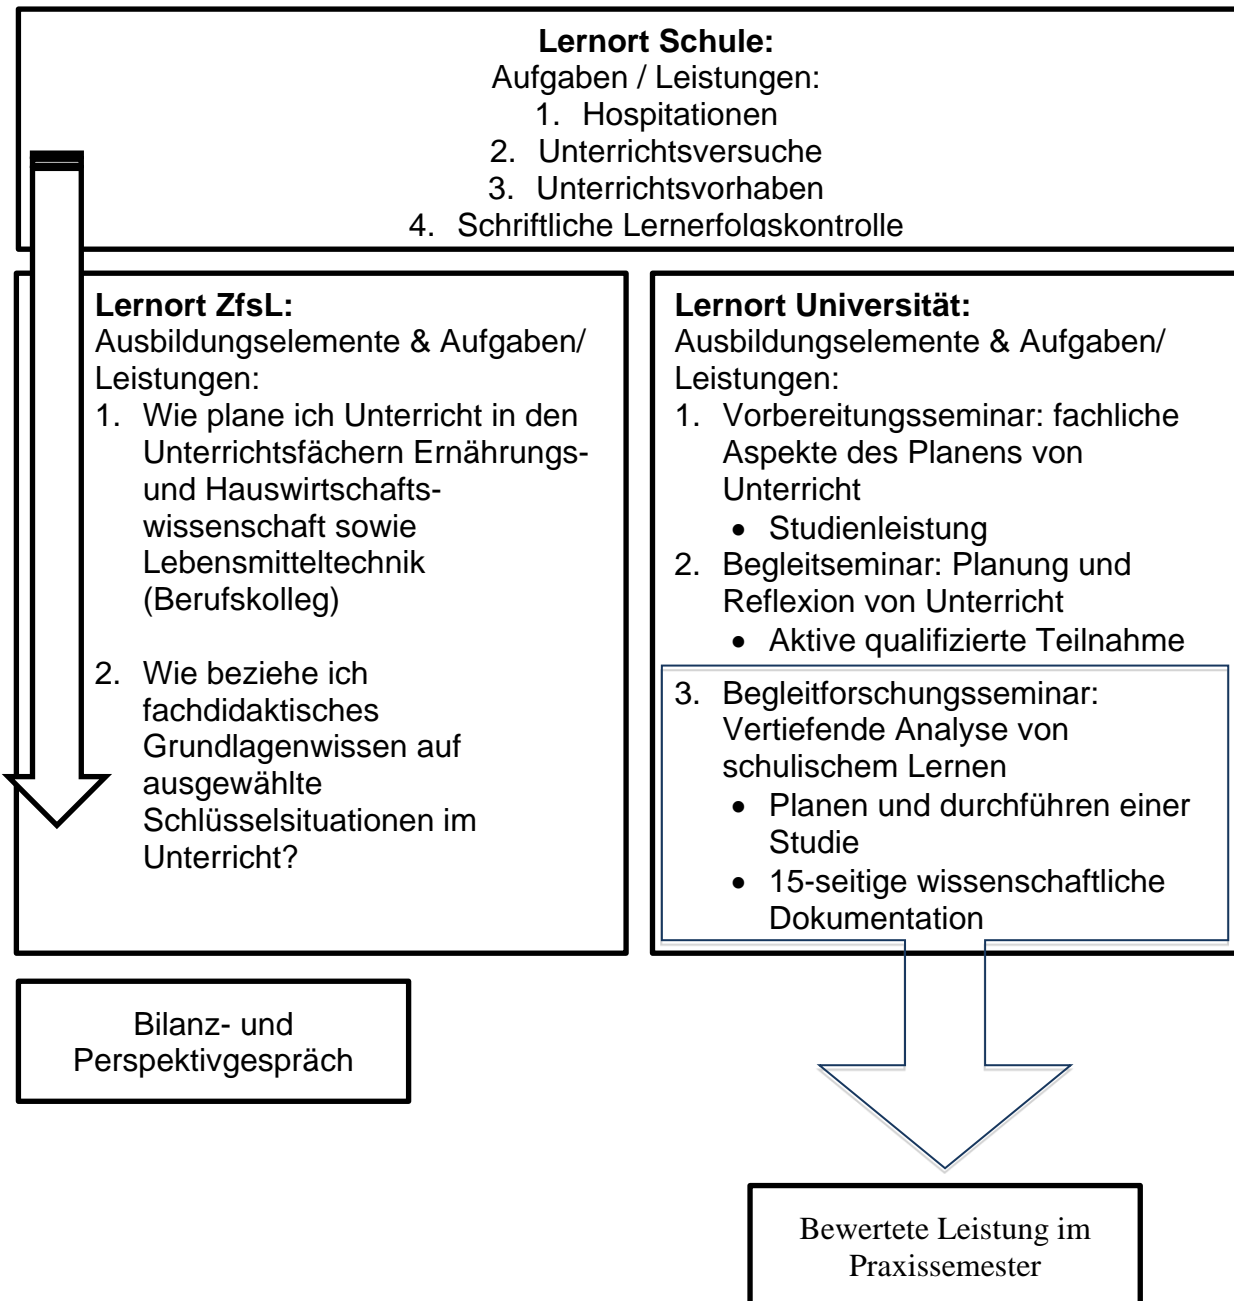 Lernort Schule:
Aufgaben / Leistungen:
1. Hospitationen
2. Unterrichtsversuche
3. Unterrichtsvorhaben
4. Schriftliche Lernerfolgskontrolle
Lernort ZfsL:
Ausbildungselemente & Aufgaben/
Leistungen:
1. Wie plane ich Unterricht in den
Unterrichtsfächern Ernährungs-
und Hauswirtschafts-
wissenschaft sowie
Lebensmitteltechnik
(Berufskolleg)
2. Wie beziehe ich
fachdidaktisches
Grundlagenwissen auf
ausgewählte
Schlüsselsituationen im
Unterricht?
Lernort Universität:
Ausbildungselemente & Aufgaben/
Leistungen:
1. Vorbereitungsseminar: fachliche
Aspekte des Planens von
Unterricht
• Studienleistung
2. Begleitseminar: Planung und
Reflexion von Unterricht
• Aktive qualifizierte Teilnahme
3. Begleitforschungsseminar:
Vertiefende Analyse von
schulischem Lernen
• Planen und durchführen einer
Studie
• 15-seitige wissenschaftliche
Dokumentation
Bilanz- und
Perspektivgespräch
Bewertete Leistung im
Praxissemester